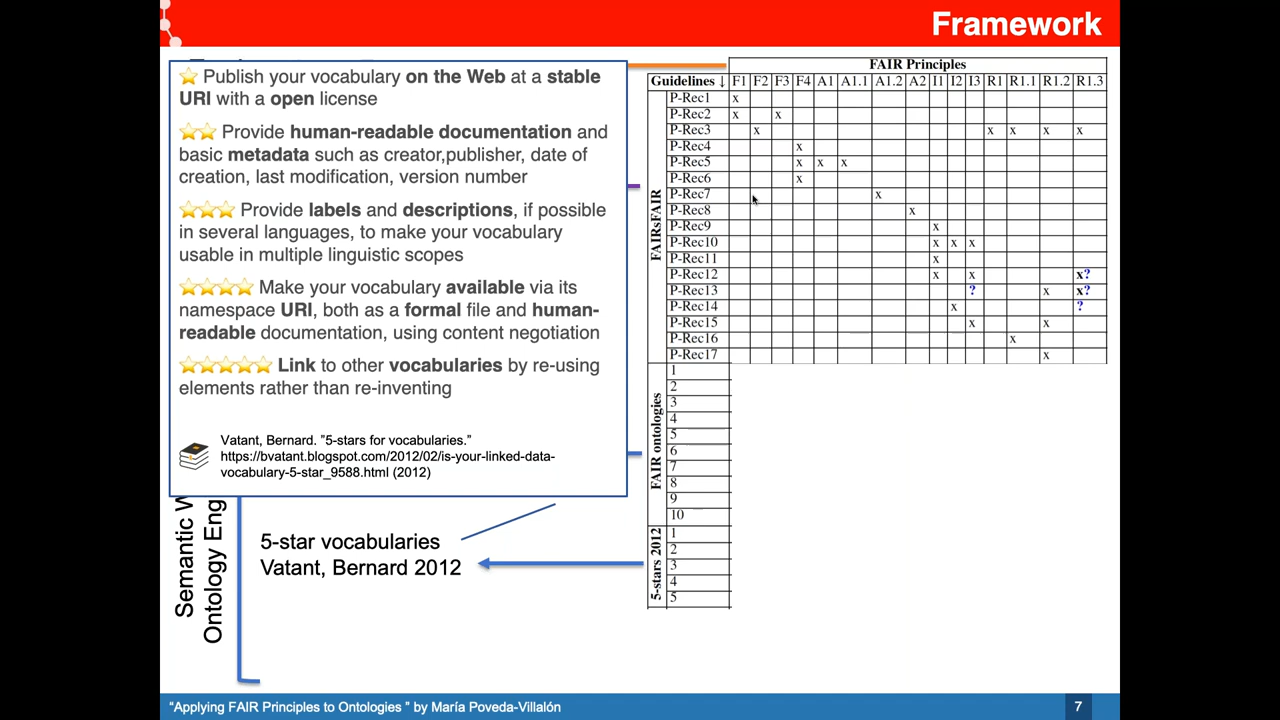 Framework
⭐ Publish your vocabulary on the Web at a stable
URI with a open license
⭐⭐ Provide human-readable documentation and
basic metadata such as creator,publisher, date of
creation, last modification, version number
⭐⭐⭐ Provide labels and descriptions, if possible
in several languages, to make your vocabulary
usable in multiple linguistic scopes
⭐⭐⭐⭐ Make your vocabulary available via its
namespace URI, both as a formal file and human-
readable documentation, using content negotiation
⭐⭐⭐⭐⭐ Link to other vocabularies by re-using
elements rather than re-inventing
Vatant, Bernard. "5-stars for vocabularies."
https://bvatant.blogspot.com/2012/02/is-your-linked-data-
vocabulary-5-star_9588.html (2012)
Semantic W
Ontology Eng
5-star vocabularies
Vatant, Bernard 2012
FAIR Principles
Guidelines ↓ F1 F2 F3 F4 A1 A1.1 A1.2 A2 I1 I2 I3 R1 R1.1 R1.2 R1.3
FAIRsFAIR
P-Rec1 x
P-Rec2 x x
P-Rec3 x x x x x
P-Rec4 x
P-Rec5 x x x
P-Rec6 x
P-Rec7 x
P-Rec8 x
P-Rec9 x
P-Rec10 x x x
P-Rec11 x
P-Rec12 x x x?
P-Rec13 ? x x?
P-Rec14 x ?
P-Rec15 x x
P-Rec16 x
P-Rec17 x
FAIR ontologies
1
2
3
4
5
6
7
8
9
10
5-stars 2012
1
2
3
4
5
"Applying FAIR Principles to Ontologies " by María Poveda-Villalón
7